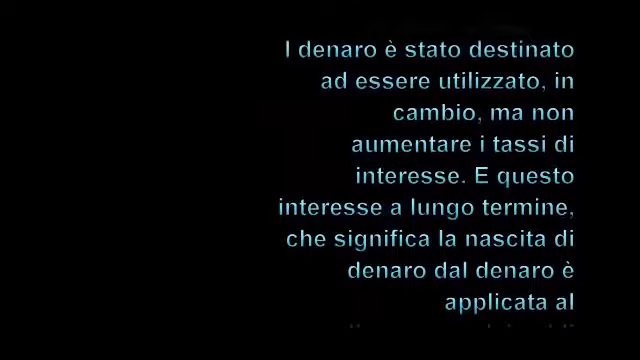 I denaro è stato destinato
ad essere utilizzato, in
cambio, ma non
aumentare i tassi di
interesse. E questo
interesse a lungo termine,
che significa la nascita di
denaro dal denaro è
applicata al